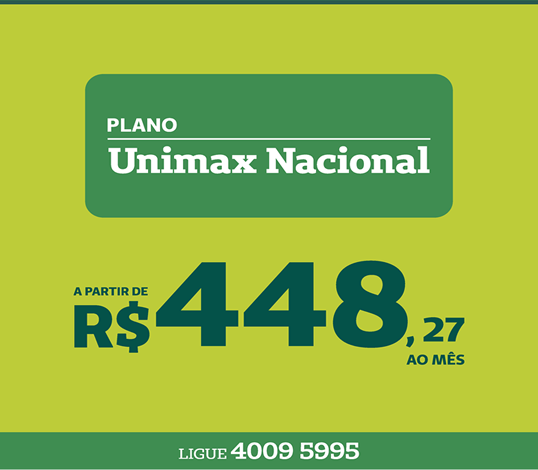 PLANO
Unimax Nacional
A PARTIR DE
R$448, 27
AO MÊS
LIGUE 4009 5995